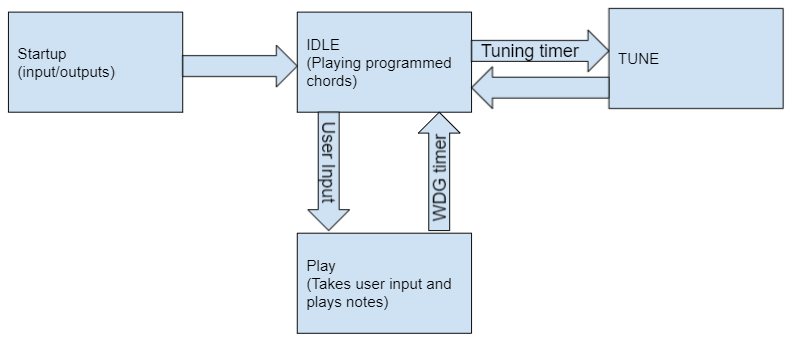 Startup
(input/outputs)
IDLE
(Playing programmed
chords)
Tuning timer
TUNE
User Input
WDG timer
Play
(Takes user input and
plays notes)